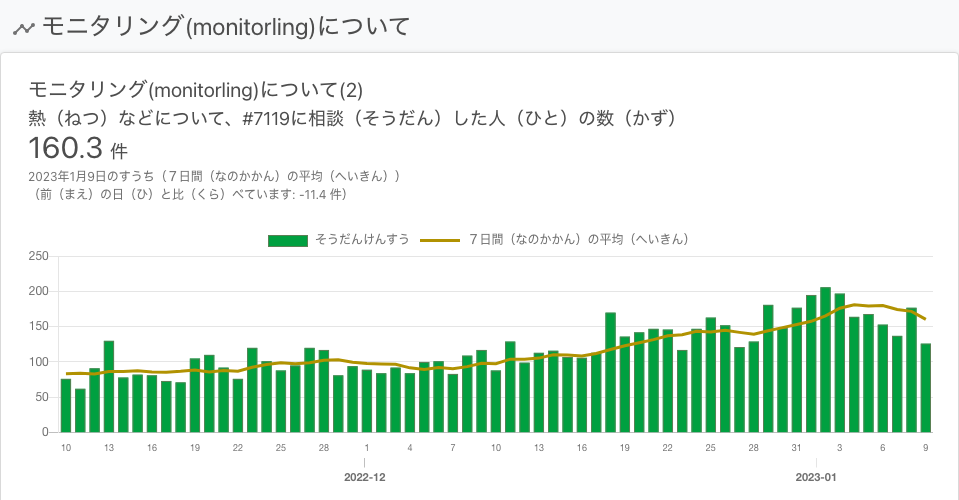 モニタリング(monitorling)について
モニタリング(monitorling)について(2)
熱（ねつ）などについて、#7119に相談（そうだん）した人（ひと）の数（かず）
160.3 件
2023年1月9日のすうち（７日間（なのかかん）の平均（へいきん））
（前（まえ）の日（ひ）と比（くら）べています: -11.4 件）
そうだんけんすう ７日間（なのかかん）の平均（へいきん）
250
200
150
100
50
0
10 13 16 19 22 25 28 1 4 7 10 13 16 19 22 25 28 31 3 6 9
2022-12 2023-01